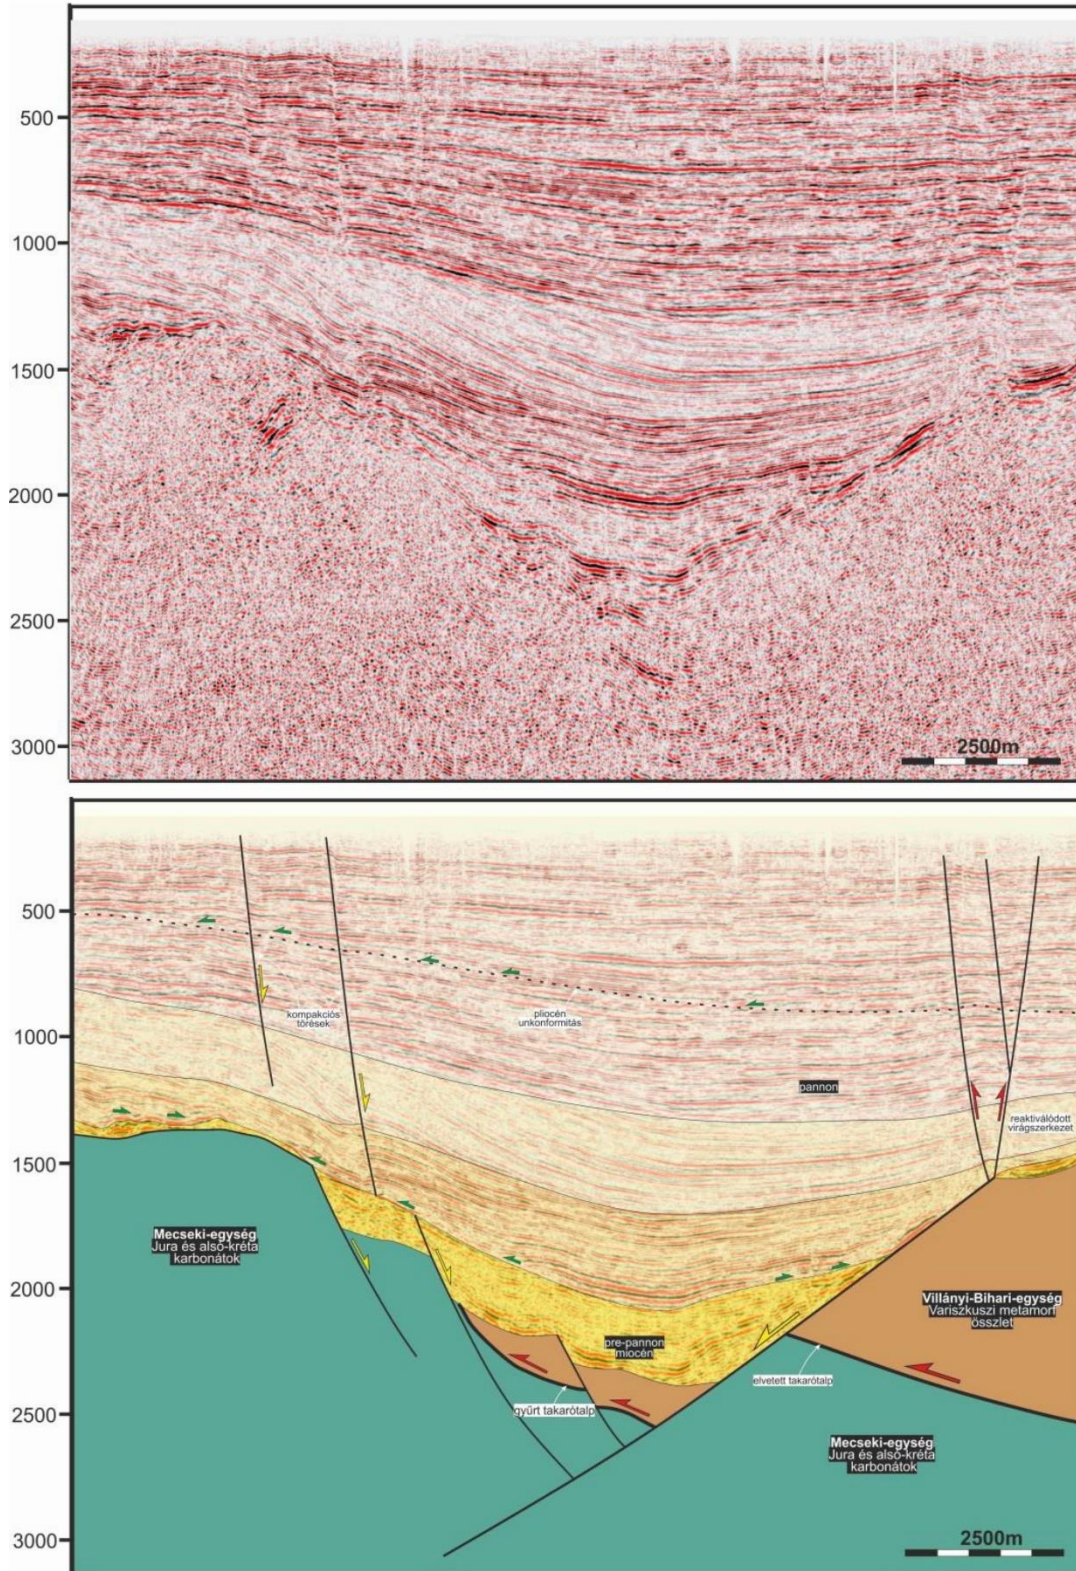 500
1000
1500
2000
2500
3000
2500m
500
1000
1500
2000
2500
3000
kompakciós
törések
pliocén
unkonformitás
pannon
reaktiválódott
virágszerkezet
Mecseki-egység
Jura és alsó-kréta
karbonátok
Villányi-Bihari-egység
Variszkuszi metamorf
összlet
pre-pannon
miocén
elvetett takarótalp
gyűrt takarótalp
Mecseki-egység
Jura és alsó-kréta
karbonátok
2500m